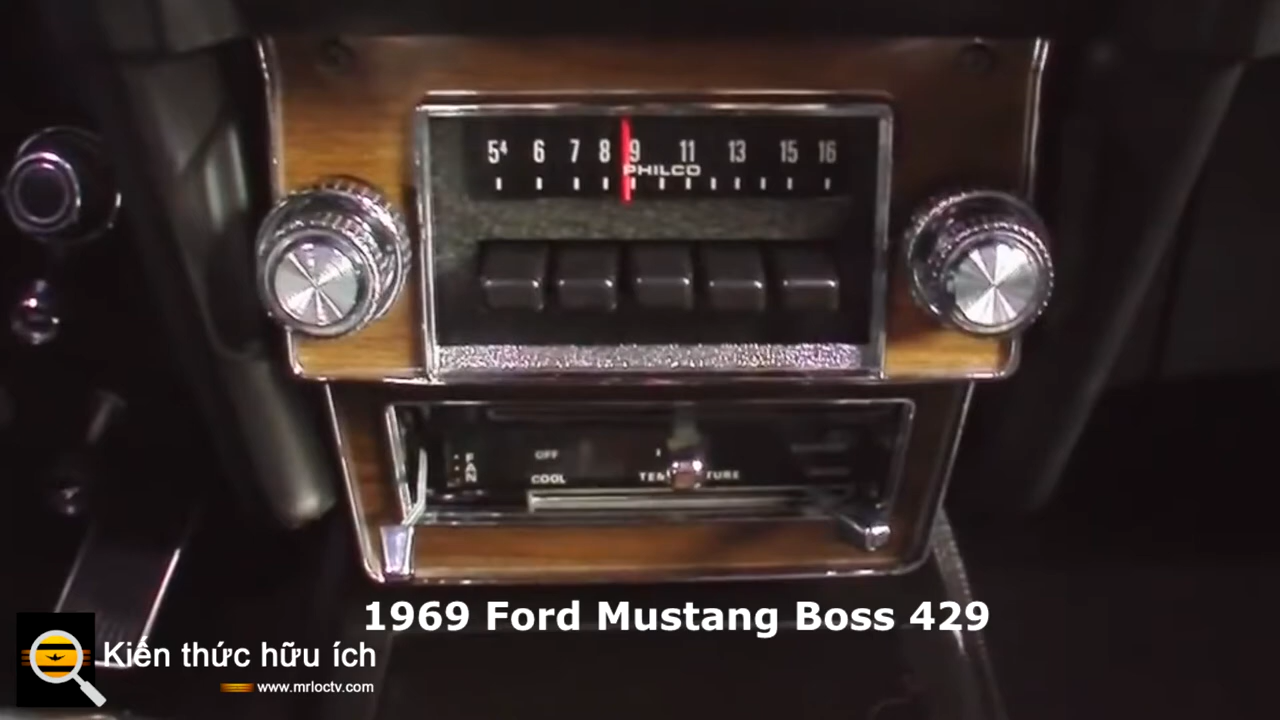 5⁴ 6 7 8 9 11 13 15 16
PHILCO
OFF
FAN
COOL
1969 Ford Mustang Boss 429
Kiến thức hữu ích
www.mrloctv.com